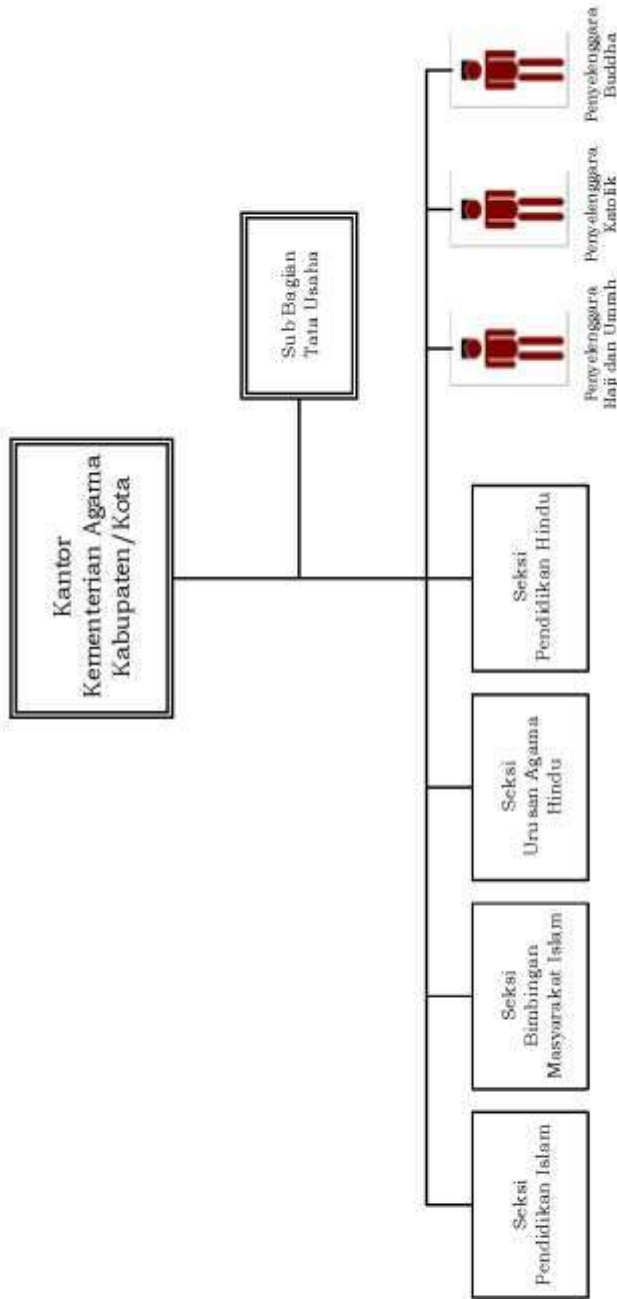 Kantor
Kementerian Agama
Kabupaten/Kota
Sub Bagian
Tata Usaha
Seksi
Pendidikan Islam
Seksi
Bimbingan
Masyarakat Islam
Seksi
Urusan Agama
Hindu
Seksi
Pendidikan Hindu
Penyelenggara
Haji dan Umrah
Penyelenggara
Katolik
Penyelenggara
Buddha